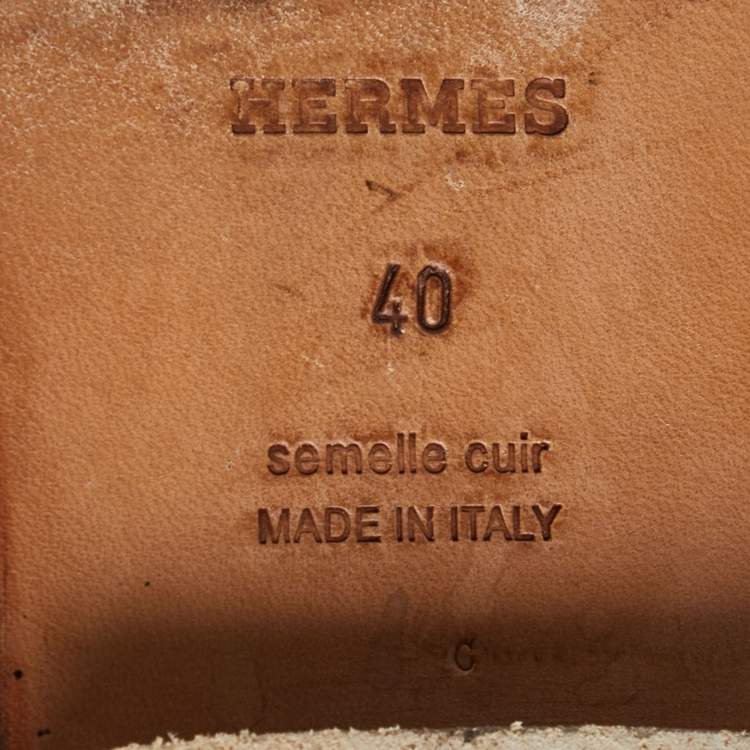 HERMES
40
semelle cuir
MADE IN ITALY
C